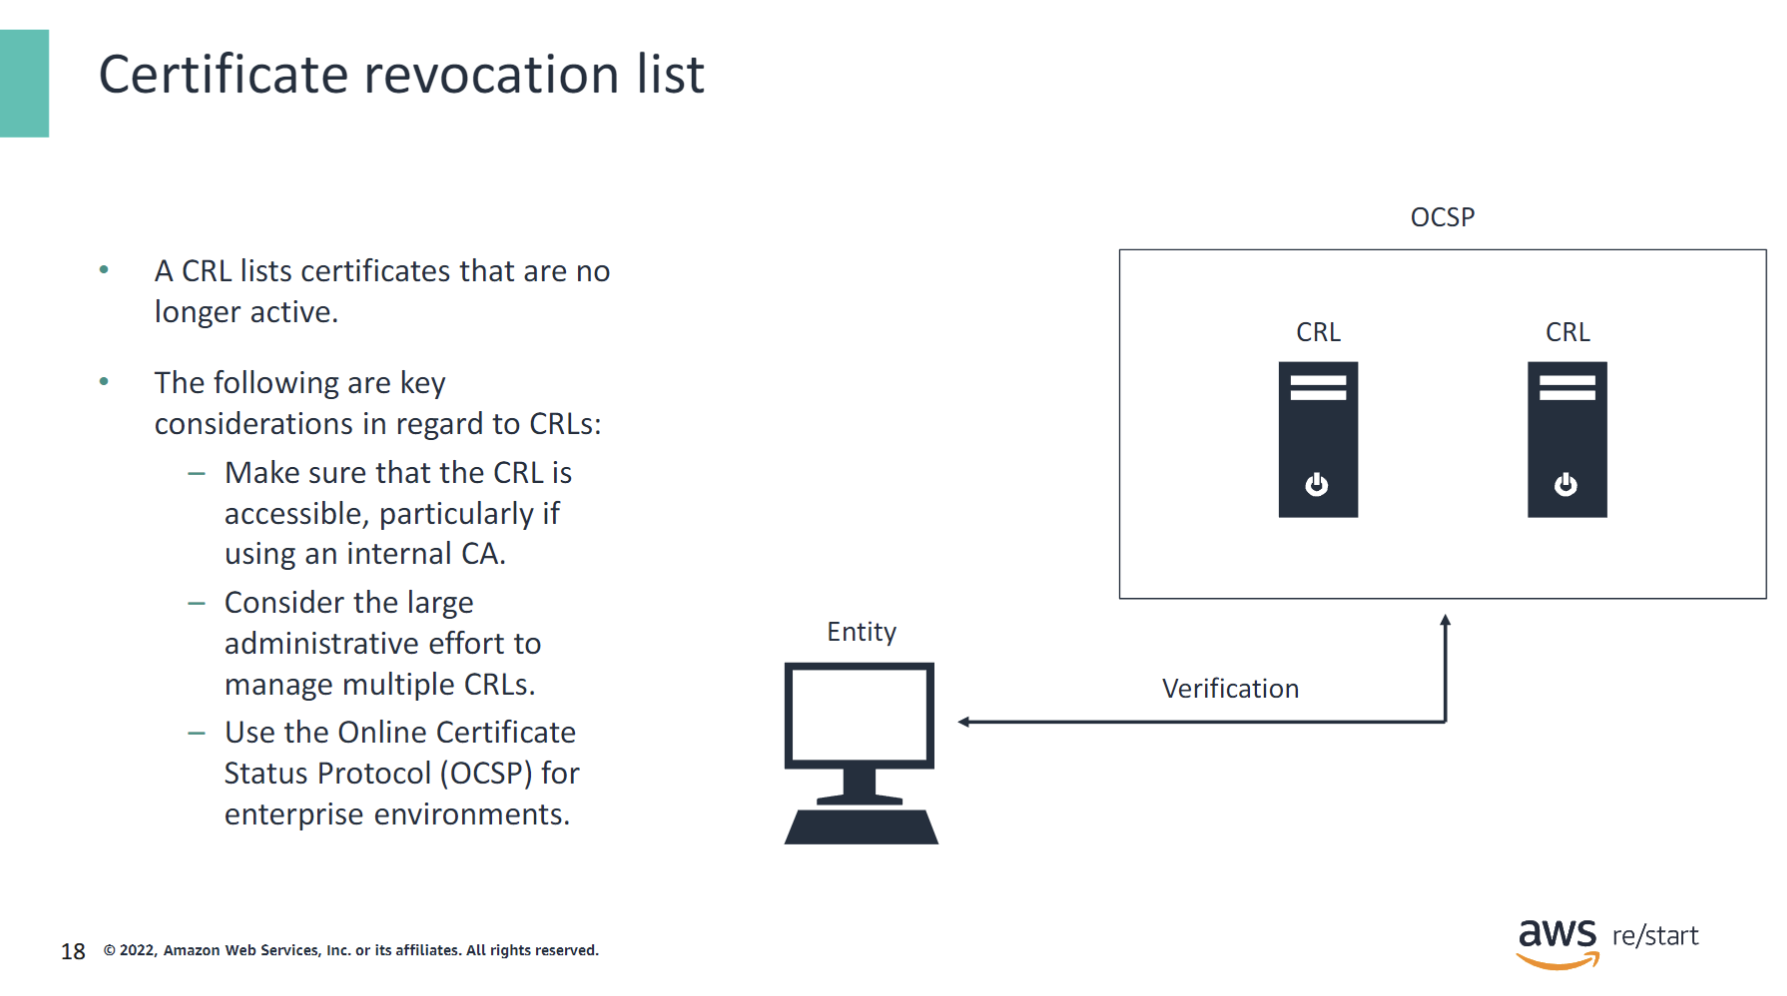 Certificate revocation list
• A CRL lists certificates that are no
longer active.
• The following are key
considerations in regard to CRLs:
– Make sure that the CRL is
accessible, particularly if
using an internal CA.
– Consider the large
administrative effort to
manage multiple CRLs.
– Use the Online Certificate
Status Protocol (OCSP) for
enterprise environments.
OCSP
CRL
CRL
Entity
Verification
18
© 2022, Amazon Web Services, Inc. or its affiliates. All rights reserved.
aws re/start